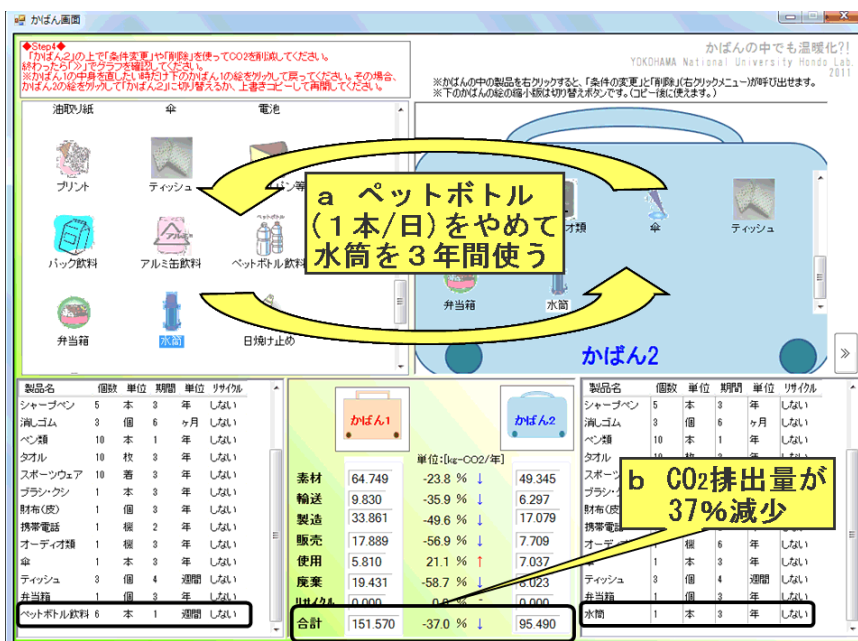 かばん画面
◆Step4◆
「かばん2」の上で「条件変更」や「削除」を使ってCO2を削減してください。
終わったら「≫」でグラフを確認してください。
※かばん1の中身を直したい時だけ下のかばん1の絵をクリックして戻ってください。その場合、
かばん2の絵をクリックして「かばん2」に切り替えるか、上書きコピーして再開してください。
かばんの中でも温暖化?!
YOKOHAMA National University Hondo Lab.
2011
※かばんの中の製品を右クリックすると、「条件の変更」と「削除」(右クリックメニュー)が呼び出せます。
※下のかばんの絵の縮小版は切り替えボタンです。(コピー後に使えます。)
油取り紙 傘 電池
プリント ティッシュ
パック飲料 アルミ缶飲料 ペットボトル飲料
弁当箱 水筒 日焼け止め
a ペットボトル
(1本/日)をやめて
水筒を3年間使う
傘 ティッシュ
弁当箱 水筒
かばん2
≫
製品名 個数 単位 期間 単位 リサイクル
シャープペン 5 本 3 年 しない
消しゴム 3 個 6 ヶ月 しない
ペン類 10 本 1 年 しない
タオル 10 枚 3 年 しない
スポーツウェア 10 着 3 年 しない
ブラシ・クシ 1 本 3 年 しない
財布(皮) 1 個 3 年 しない
携帯電話 1 機 2 年 しない
オーディオ類 1 機 3 年 しない
傘 1 本 3 年 しない
ティッシュ 3 個 4 週間 しない
弁当箱 1 個 3 年 しない
ペットボトル飲料 6 本 1 週間 しない
かばん1 かばん2
単位:[kg-CO2/年]
素材 64.749 -23.8 % ↓ 49.345
輸送 9.830 -35.9 % ↓ 6.297
製造 33.861 -49.6 % ↓ 17.079
販売 17.889 -56.9 % ↓ 7.709
使用 5.810 21.1 % ↑ 7.037
廃棄 19.431 -58.7 % ↓ 8.023
リサイクル 0.000 0.0 % - 0.000
合計 151.570 -37.0 % ↓ 95.490
製品名 個数 単位 期間 単位 リサイクル
シャープペン 5 本 3 年 しない
消しゴム 3 個 6 ヶ月 しない
ペン類 10 本 1 年 しない
タオル 10 枚 3 年 しない
b CO2排出量が
37%減少
オーディオ類 1 機 6 年 しない
傘 1 本 3 年 しない
ティッシュ 3 個 4 週間 しない
弁当箱 1 個 3 年 しない
水筒 1 本 3 年 しない